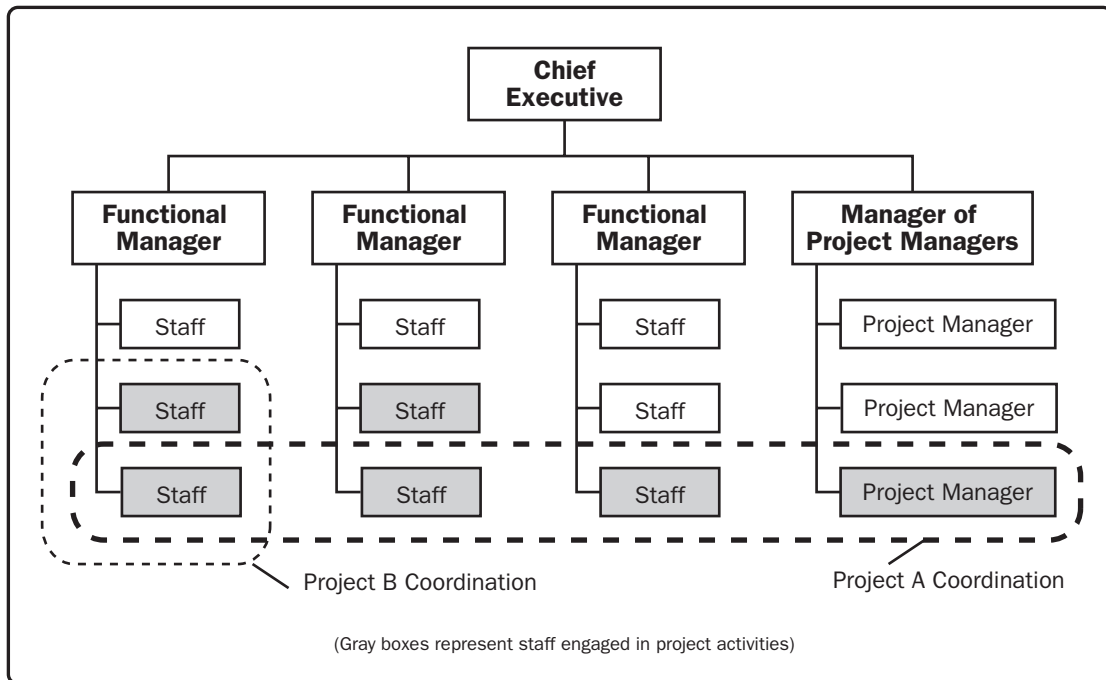 Chief
Executive
Functional
Manager
Functional
Manager
Functional
Manager
Manager of
Project Managers
Staff
Staff
Staff
Project Manager
Staff
Staff
Staff
Project Manager
Staff
Staff
Staff
Project Manager
Project B Coordination
Project A Coordination
(Gray boxes represent staff engaged in project activities)